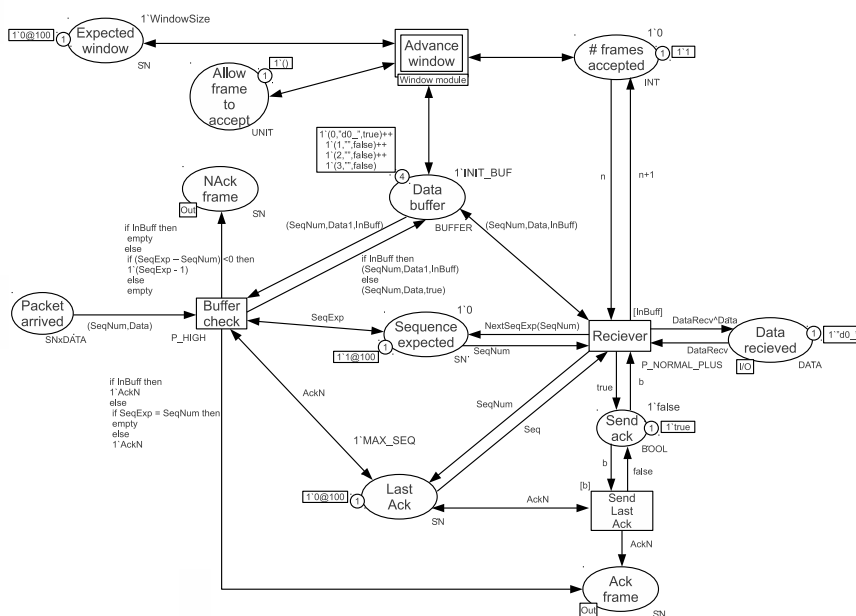 1`WindowSize
1`0@100
1
Expected
window
SN
Advance
window
Window module
1`0
# frames
accepted
1
1`1
INT
1`()
1
Allow
frame
to
accept
UNIT
1`(0,"d0_",true)++
1`(1,"",false)++
1`(2,"",false)++
1`(3,"",false)
4
1`INIT_BUF
Data
buffer
BUFFER
n
n+1
NAck
frame
Out
SN
if InBuff then
empty
else
if (SeqExp – SeqNum) <0 then
1`(SeqExp - 1)
else
empty
(SeqNum,Data1,InBuff)
if InBuff then
(SeqNum,Data1,InBuff)
else
(SeqNum,Data,true)
(SeqNum,Data,InBuff)
Packet
arrived
SNxDATA
(SeqNum,Data)
Buffer
check
P_HIGH
SeqExp
1`0
Sequence
expected
1`1@100
1
SN
NextSeqExp(SeqNum)
SeqNum
[InBuff]
Reciever
P_NORMAL_PLUS
DataRecv^Data
DataRecv
Data
recieved
1
1`"d0_"
I/O
DATA
if InBuff then
1`AckN
else
if SeqExp = SeqNum then
empty
else
1`AckN
AckN
SeqNum
Seq
true
b
1`false
Send
ack
1
1`true
BOOL
1`MAX_SEQ
1`0@100
1
Last
Ack
SN
AckN
b
false
[b]
Send
Last
Ack
AckN
Ack
frame
Out
SN